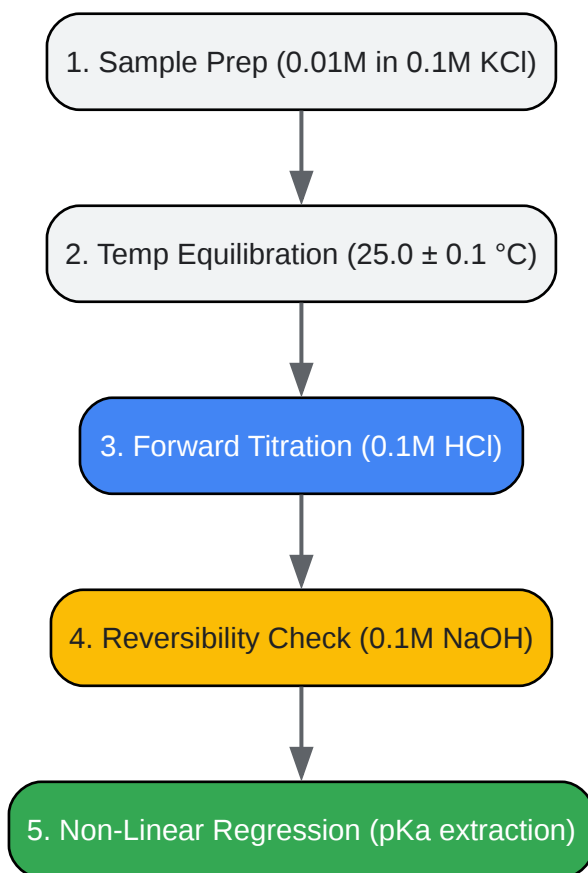 1. Sample Prep (0.01M in 0.1M KCl)
2. Temp Equilibration (25.0 ± 0.1 °C)
3. Forward Titration (0.1M HCl)
4. Reversibility Check (0.1M NaOH)
5. Non-Linear Regression (pKa extraction)